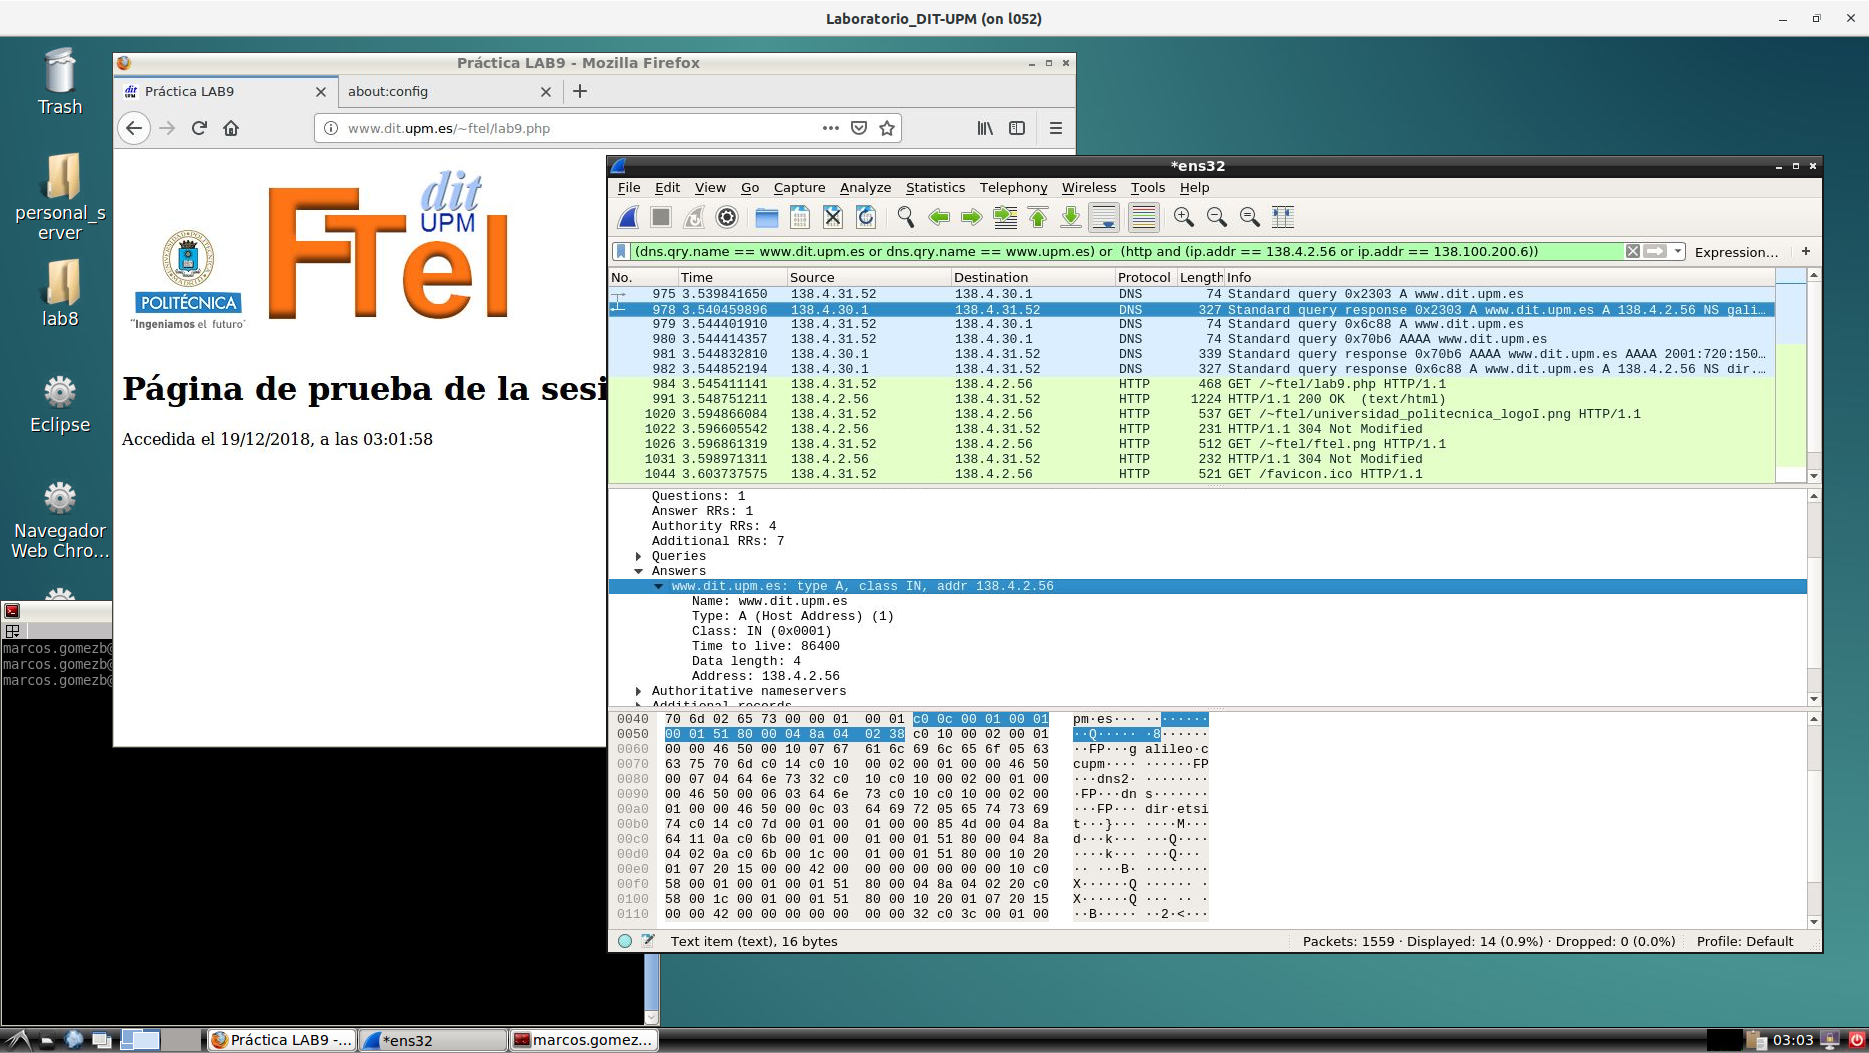 Laboratorio_DIT-UPM (on l052)
Trash
personal_s
erver
lab8
Eclipse
Navegador
Web Chro...
Práctica LAB9 - Mozilla Firefox
dit
UPM
Práctica LAB9
about:config
www.dit.upm.es/~ftel/lab9.php
POLITÉCNICA
"Ingeniamos el futuro"
FTel
dit
UPM
Página de prueba de la sesi
Accedida el 19/12/2018, a las 03:01:58
marcos.gomezb@
marcos.gomezb@
marcos.gomezb@
*ens32
File Edit View Go Capture Analyze Statistics Telephony Wireless Tools Help
(dns.qry.name == www.dit.upm.es or dns.qry.name == www.upm.es) or (http and (ip.addr == 138.4.2.56 or ip.addr == 138.100.200.6)) Expression... +
No. Time Source Destination Protocol Length Info
975 3.539841650 138.4.31.52 138.4.30.1 DNS 74 Standard query 0x2303 A www.dit.upm.es
978 3.540459896 138.4.30.1 138.4.31.52 DNS 327 Standard query response 0x2303 A www.dit.upm.es A 138.4.2.56 NS gali...
979 3.544401910 138.4.31.52 138.4.30.1 DNS 74 Standard query 0x6c88 A www.dit.upm.es
980 3.544414357 138.4.31.52 138.4.30.1 DNS 74 Standard query 0x70b6 AAAA www.dit.upm.es
981 3.544832810 138.4.30.1 138.4.31.52 DNS 339 Standard query response 0x70b6 AAAA www.dit.upm.es AAAA 2001:720:150...
982 3.544852194 138.4.30.1 138.4.31.52 DNS 327 Standard query response 0x6c88 A www.dit.upm.es A 138.4.2.56 NS dir...
984 3.545411141 138.4.31.52 138.4.2.56 HTTP 468 GET /~ftel/lab9.php HTTP/1.1
991 3.548751211 138.4.2.56 138.4.31.52 HTTP 1224 HTTP/1.1 200 OK (text/html)
1020 3.594866084 138.4.31.52 138.4.2.56 HTTP 537 GET /~ftel/universidad_politecnica_logoI.png HTTP/1.1
1022 3.596605542 138.4.2.56 138.4.31.52 HTTP 231 HTTP/1.1 304 Not Modified
1026 3.596861319 138.4.31.52 138.4.2.56 HTTP 512 GET /~ftel/ftel.png HTTP/1.1
1031 3.598971311 138.4.2.56 138.4.31.52 HTTP 232 HTTP/1.1 304 Not Modified
1044 3.603737575 138.4.31.52 138.4.2.56 HTTP 521 GET /favicon.ico HTTP/1.1
Questions: 1
Answer RRs: 1
Authority RRs: 4
Additional RRs: 7
Queries
Answers
www.dit.upm.es: type A, class IN, addr 138.4.2.56
Name: www.dit.upm.es
Type: A (Host Address) (1)
Class: IN (0x0001)
Time to live: 86400
Data length: 4
Address: 138.4.2.56
Authoritative nameservers
Additional records
0040 70 6d 02 65 73 00 00 01 00 01 c0 0c 00 01 00 01 pm·es··· ········
0050 00 01 51 80 00 04 8a 04 02 38 c0 10 00 02 00 01 ··Q····· ·8······
0060 00 00 46 50 00 10 07 67 61 6c 69 6c 65 6f 05 63 ··FP···g alileo·c
0070 63 75 70 6d c0 14 c0 10 00 02 00 01 00 00 46 50 cupm···· ······FP
0080 00 07 04 64 6e 73 32 c0 10 c0 10 00 02 00 01 00 ···dns2· ········
0090 00 46 50 00 06 03 64 6e 73 c0 10 c0 10 00 02 00 ·FP···dn s·······
00a0 01 00 00 46 50 00 0c 03 64 69 72 05 65 74 73 69 ···FP··· dir·etsi
00b0 74 c0 14 c0 7d 00 01 00 01 00 00 85 4d 00 04 8a t···}··· ····M···
00c0 64 11 0a c0 6b 00 01 00 01 00 01 51 80 00 04 8a d···k··· ···Q····
00d0 04 02 0a c0 6b 00 1c 00 01 00 01 51 80 00 10 20 ····k··· ···Q···
00e0 01 07 20 15 00 00 42 00 00 00 00 00 00 00 10 c0 ·· ···B· ········
00f0 58 00 01 00 01 00 01 51 80 00 04 8a 04 02 20 c0 X······Q ······ ·
0100 58 00 1c 00 01 00 01 51 80 00 10 20 01 07 20 15 X······Q ··· ·· ·
0110 00 00 42 00 00 00 00 00 00 00 32 c0 3c 00 01 00 ··B····· ··2·<···
Text item (text), 16 bytes
Packets: 1559 · Displayed: 14 (0.9%) · Dropped: 0 (0.0%)
Profile: Default
Práctica LAB9 -...
*ens32
marcos.gomez...
03:03